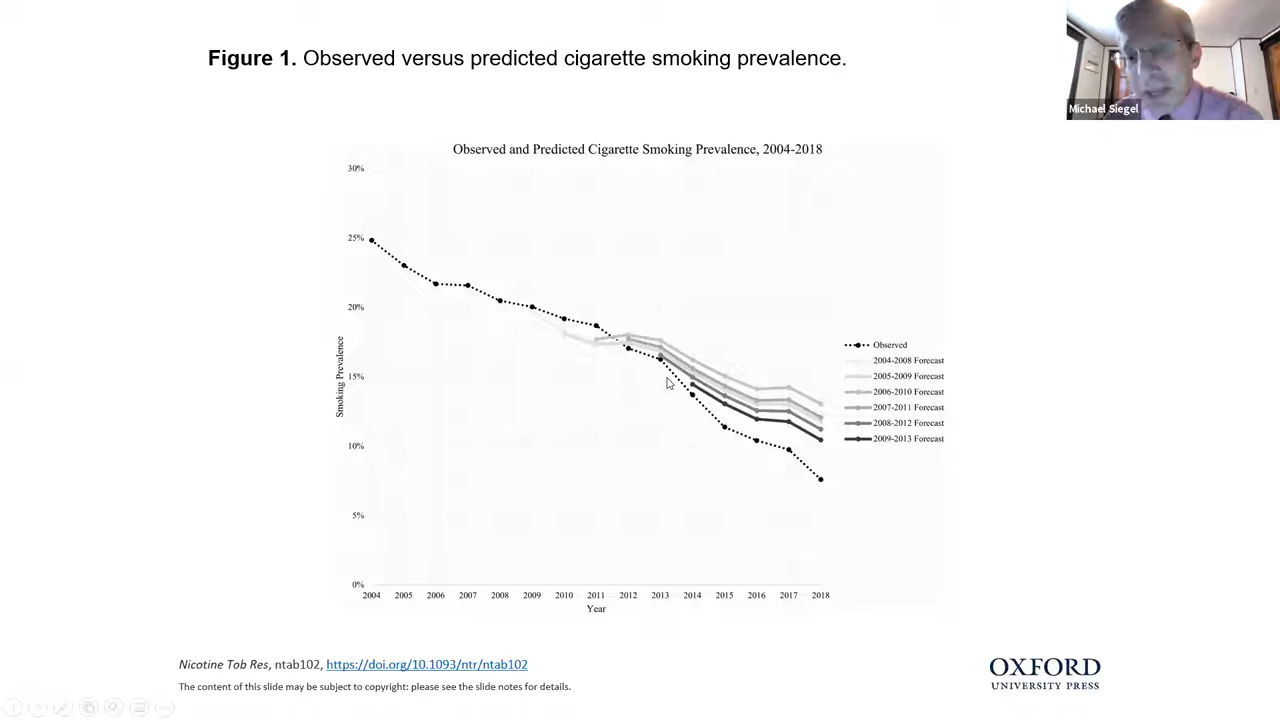 Figure 1. Observed versus predicted cigarette smoking prevalence.
Michael Siegel
Observed and Predicted Cigarette Smoking Prevalence, 2004-2018
30%
25%
20%
15%
10%
5%
0%
Smoking Prevalence
2004 2005 2006 2007 2008 2009 2010 2011 2012 2013 2014 2015 2016 2017 2018
Year
Observed
2004-2008 Forecast
2005-2009 Forecast
2006-2010 Forecast
2007-2011 Forecast
2008-2012 Forecast
2009-2013 Forecast
Nicotine Tob Res, ntab102, https://doi.org/10.1093/ntr/ntab102
The content of this slide may be subject to copyright: please see the slide notes for details.
OXFORD
UNIVERSITY PRESS